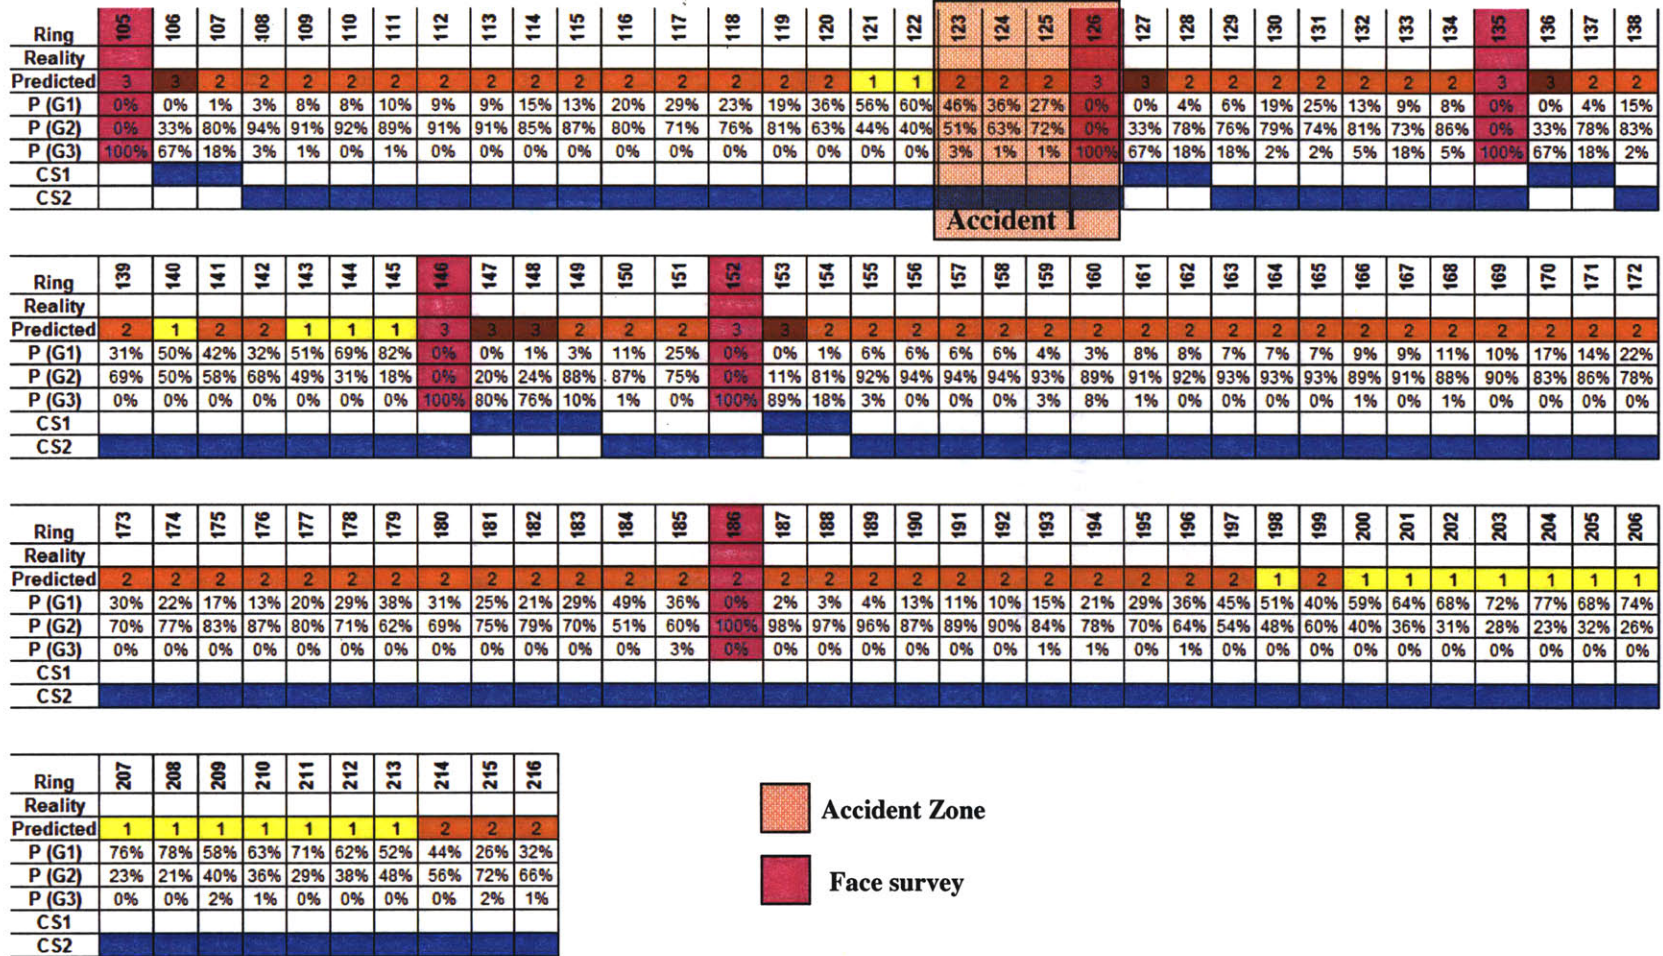 Ring 105 106 107 108 109 110 111 112 113 114 115 116 117 118 119 120 121 122 123 124 125 126 127 128 129 130 131 132 133 134 135 136 137 138
Reality
Predicted 3 3 2 2 2 2 2 2 2 2 2 2 2 2 2 2 1 1 2 2 2 3 3 2 2 2 2 2 2 2 3 3 2 2
P (G1) 0% 0% 1% 3% 8% 8% 10% 9% 9% 15% 13% 20% 29% 23% 19% 36% 56% 60% 46% 36% 27% 0% 0% 4% 6% 19% 25% 13% 9% 8% 0% 0% 4% 15%
P (G2) 0% 33% 80% 94% 91% 92% 89% 91% 91% 85% 87% 80% 71% 76% 81% 63% 44% 40% 51% 63% 72% 0% 33% 78% 76% 79% 74% 81% 73% 86% 0% 33% 78% 83%
P (G3) 100% 67% 18% 3% 1% 0% 1% 0% 0% 0% 0% 0% 0% 0% 0% 0% 0% 0% 3% 1% 1% 100% 67% 18% 18% 2% 2% 5% 18% 5% 100% 67% 18% 2%
CS1
CS2
Accident 1
Ring 139 140 141 142 143 144 145 146 147 148 149 150 151 152 153 154 155 156 157 158 159 160 161 162 163 164 165 166 167 168 169 170 171 172
Reality
Predicted 2 1 2 2 1 1 1 3 3 3 2 2 2 3 3 2 2 2 2 2 2 2 2 2 2 2 2 2 2 2 2 2 2 2
P (G1) 31% 50% 42% 32% 51% 69% 82% 0% 0% 1% 3% 11% 25% 0% 0% 1% 6% 6% 6% 6% 4% 3% 8% 8% 7% 7% 7% 9% 9% 11% 10% 17% 14% 22%
P (G2) 69% 50% 58% 68% 49% 31% 18% 0% 20% 24% 88% 87% 75% 0% 11% 81% 92% 94% 94% 94% 93% 89% 91% 92% 93% 93% 93% 89% 91% 88% 90% 83% 86% 78%
P (G3) 0% 0% 0% 0% 0% 0% 0% 100% 80% 76% 10% 1% 0% 100% 89% 18% 3% 0% 0% 0% 3% 8% 1% 0% 0% 0% 0% 1% 0% 1% 0% 0% 0% 0%
CS1
CS2
Ring 173 174 175 176 177 178 179 180 181 182 183 184 185 186 187 188 189 190 191 192 193 194 195 196 197 198 199 200 201 202 203 204 205 206
Reality
Predicted 2 2 2 2 2 2 2 2 2 2 2 2 2 2 2 2 2 2 2 2 2 2 2 2 2 1 2 1 1 1 1 1 1 1
P (G1) 30% 22% 17% 13% 20% 29% 38% 31% 25% 21% 29% 49% 36% 0% 2% 3% 4% 13% 11% 10% 15% 21% 29% 36% 45% 51% 40% 59% 64% 68% 72% 77% 68% 74%
P (G2) 70% 77% 83% 87% 80% 71% 62% 69% 75% 79% 70% 51% 60% 100% 98% 97% 96% 87% 89% 90% 84% 78% 70% 64% 54% 48% 60% 40% 36% 31% 28% 23% 32% 26%
P (G3) 0% 0% 0% 0% 0% 0% 0% 0% 0% 0% 0% 0% 3% 0% 0% 0% 0% 0% 0% 0% 1% 1% 0% 1% 0% 0% 0% 0% 0% 0% 0% 0% 0% 0%
CS1
CS2
Ring 207 208 209 210 211 212 213 214 215 216
Reality
Predicted 1 1 1 1 1 1 1 2 2 2
P (G1) 76% 78% 58% 63% 71% 62% 52% 44% 26% 32%
P (G2) 23% 21% 40% 36% 29% 38% 48% 56% 72% 66%
P (G3) 0% 0% 2% 1% 0% 0% 0% 0% 2% 1%
CS1
CS2
Accident Zone
Face survey